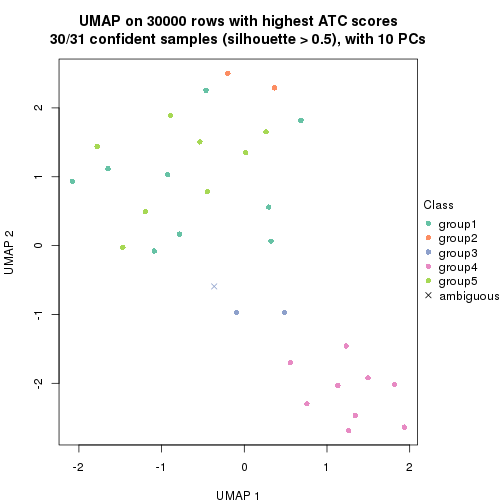 UMAP on 30000 rows with highest ATC scores
30/31 confident samples (silhouette > 0.5), with 10 PCs
2
1
0
-1
-2
UMAP 2
-2
-1
0
1
2
UMAP 1
Class
group1
group2
group3
group4
group5
ambiguous